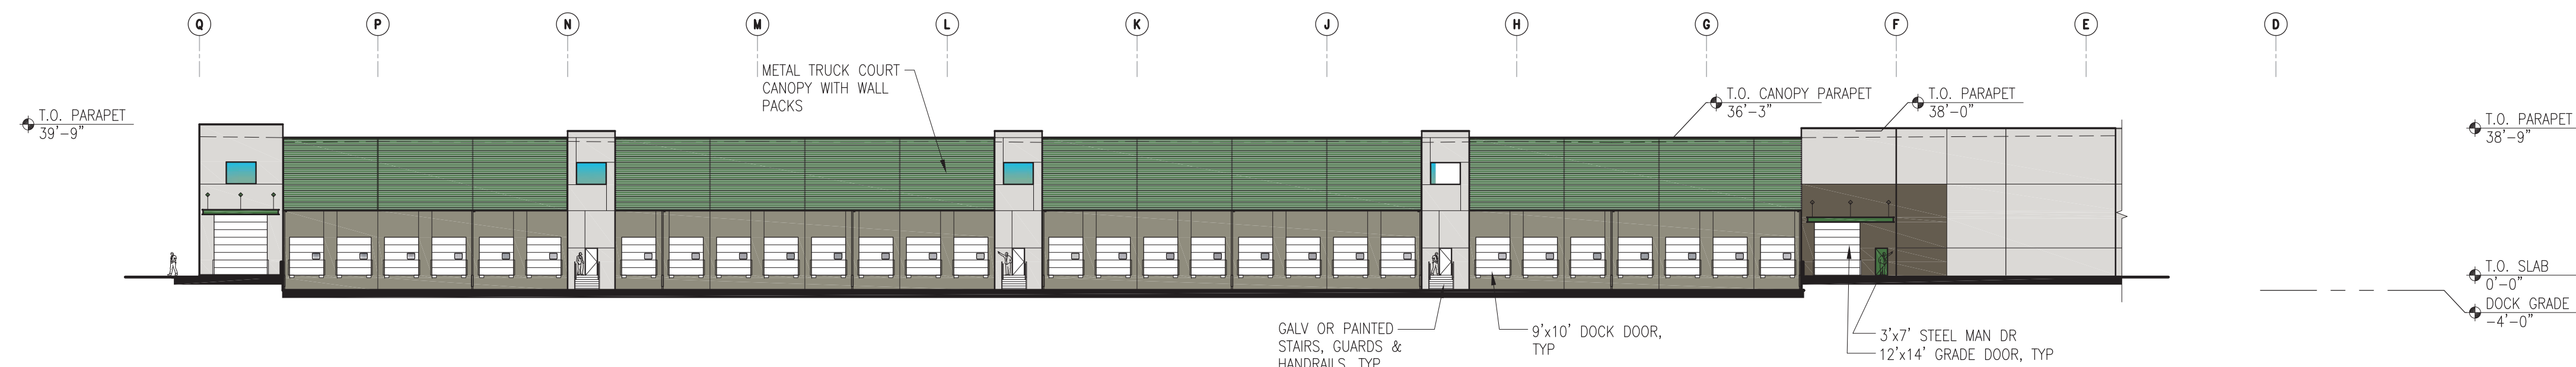 Q P N M L K J H G F E D
METAL TRUCK COURT
CANOPY WITH WALL
PACKS
T.O. PARAPET
39'-9"
T.O. CANOPY PARAPET
36'-3"
T.O. PARAPET
38'-0"
T.O. PARAPET
38'-9"
T.O. SLAB
0'-0"
DOCK GRADE
-4'-0"
GALV OR PAINTED
STAIRS, GUARDS &
HANDRAILS, TYP
9'x10' DOCK DOOR,
TYP
3'x7' STEEL MAN DR
12'x14' GRADE DOOR, TYP